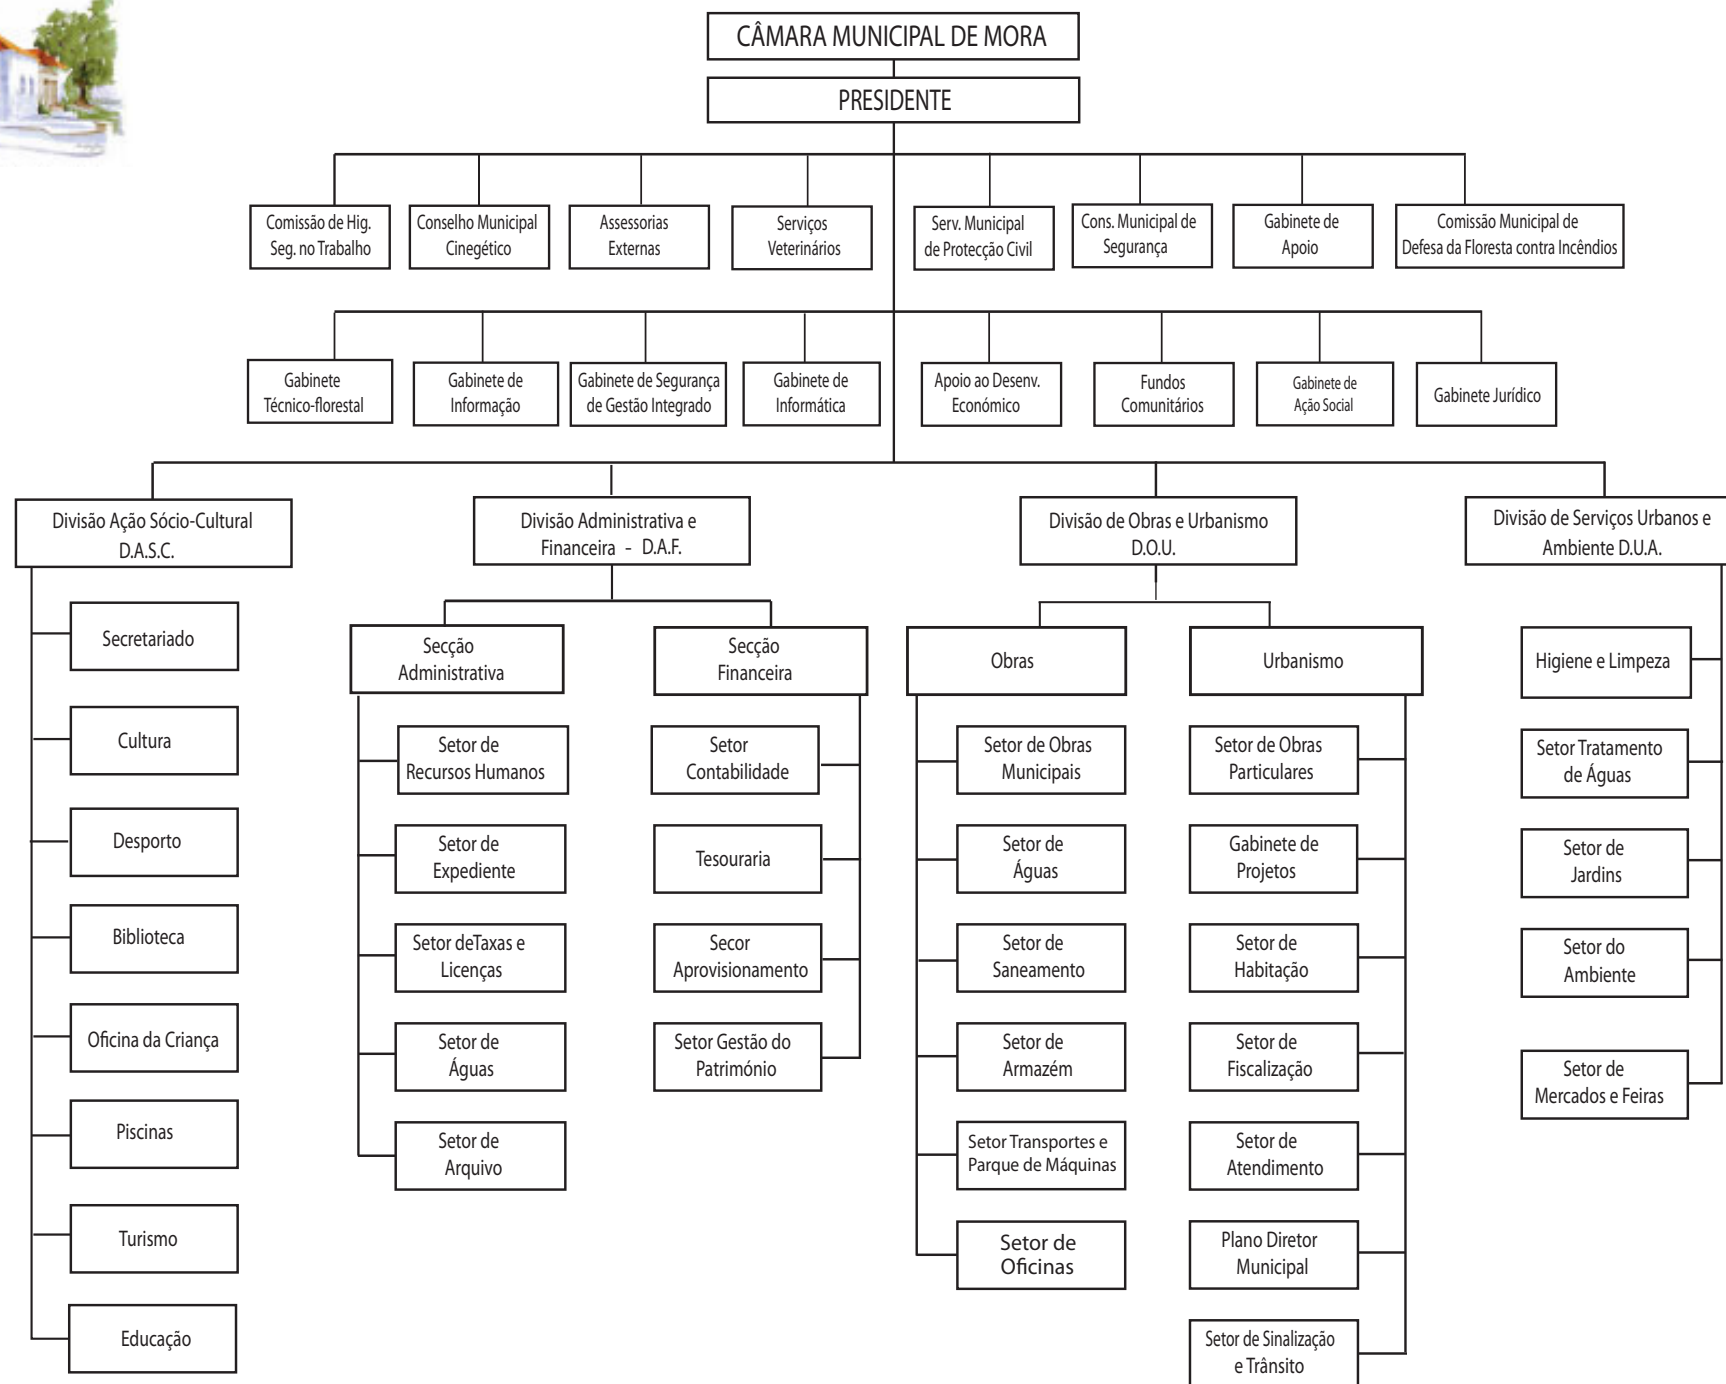 CÂMARA MUNICIPAL DE MORA
PRESIDENTE
Comissão de Hig.
Seg. no Trabalho
Conselho Municipal
Cinegético
Assessorias
Externas
Serviços
Veterinários
Serv. Municipal
de Protecção Civil
Cons. Municipal de
Segurança
Gabinete de
Apoio
Comissão Municipal de
Defesa da Floresta contra Incêndios
Gabinete
Técnico-florestal
Gabinete de
Informação
Gabinete de Segurança
de Gestão Integrado
Gabinete de
Informática
Apoio ao Desenv.
Económico
Fundos
Comunitários
Gabinete de
Ação Social
Gabinete Jurídico
Divisão Ação Sócio-Cultural
D.A.S.C.
Secretariado
Cultura
Desporto
Biblioteca
Oficina da Criança
Piscinas
Turismo
Educação
Divisão Administrativa e
Financeira - D.A.F.
Secção
Administrativa
Setor de
Recursos Humanos
Setor de
Expediente
Setor deTaxas e
Licenças
Setor de
Águas
Setor de
Arquivo
Secção
Financeira
Setor
Contabilidade
Tesouraria
Secor
Aprovisionamento
Setor Gestão do
Património
Divisão de Obras e Urbanismo
D.O.U.
Obras
Setor de Obras
Municipais
Setor de
Águas
Setor de
Saneamento
Setor de
Armazém
Setor Transportes e
Parque de Máquinas
Setor de
Oficinas
Urbanismo
Setor de Obras
Particulares
Gabinete de
Projetos
Setor de
Habitação
Setor de
Fiscalização
Setor de
Atendimento
Plano Diretor
Municipal
Setor de Sinalização
e Trânsito
Divisão de Serviços Urbanos e
Ambiente D.U.A.
Higiene e Limpeza
Setor Tratamento
de Águas
Setor de
Jardins
Setor do
Ambiente
Setor de
Mercados e Feiras